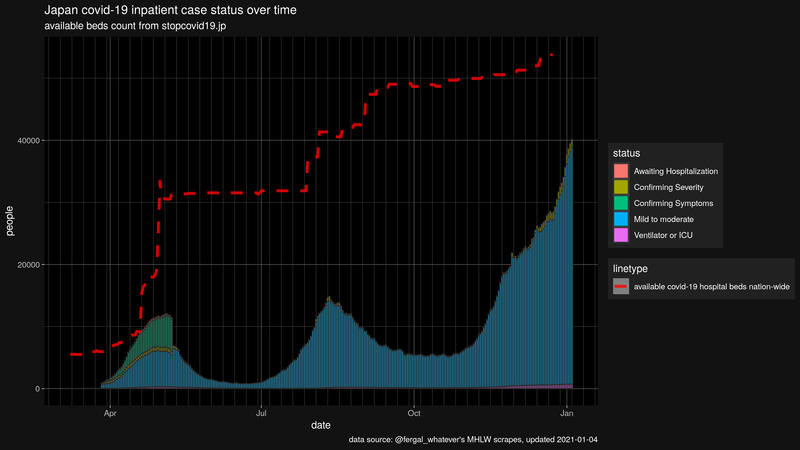 Japan covid-19 inpatient case status over time
available beds count from stopcovid19.jp
people
40000
20000
0
Apr
Jul
Oct
Jan
date
status
Awaiting Hospitalization
Confirming Severity
Confirming Symptoms
Mild to moderate
Ventilator or ICU
linetype
available covid-19 hospital beds nation-wide
data source: @fergal_whatever's MHLW scrapes, updated 2021-01-04